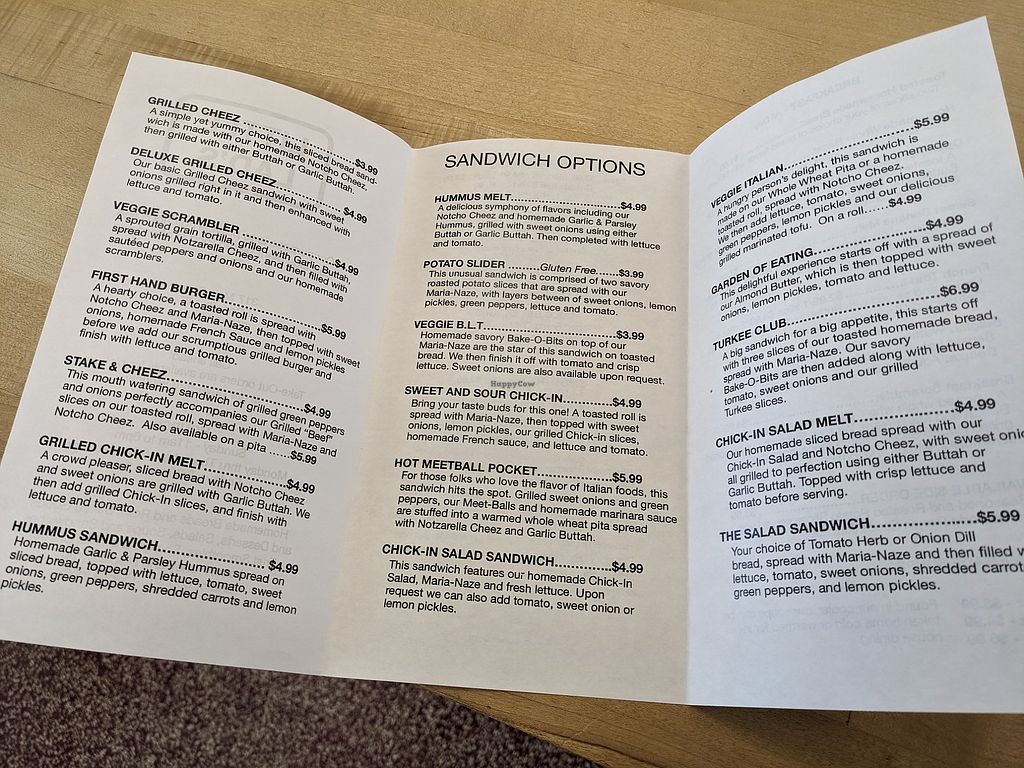 GRILLED CHEEZ ........................$3.99
A simple yet yummy choice, this sliced bread sand-
wich is made with our homemade Notcho Cheez,
then grilled with either Buttah or Garlic Buttah.
DELUXE GRILLED CHEEZ............$4.99
Our basic Grilled Cheez sandwich with sweet
onions grilled right in it and then enhanced with
lettuce and tomato.
VEGGIE SCRAMBLER ....................$4.99
A sprouted grain tortilla, grilled with Garlic Buttah,
spread with Notzarella Cheez, and then filled with
sautéed peppers and onions and our homemade
scramblers.
FIRST HAND BURGER...................$5.99
A hearty choice, a toasted roll is spread with
Notcho Cheez and Maria-Naze, then topped with sweet
onions, homemade French Sauce and lemon pickles
before we add our scrumptious grilled burger and
finish with lettuce and tomato.
STAKE & CHEEZ...........................$4.99
This mouth watering sandwich of grilled green peppers
and onions perfectly accompanies our Grilled "Beef"
slices on our toasted roll, spread with Maria-Naze and
Notcho Cheez. Also available on a pita ......$5.99
GRILLED CHICK-IN MELT................$4.99
A crowd pleaser, sliced bread with Notcho Cheez
and sweet onions are grilled with Garlic Buttah. We
then add grilled Chick-In slices, and finish with
lettuce and tomato.
HUMMUS SANDWICH......................$4.99
Homemade Garlic & Parsley Hummus spread on
sliced bread, topped with lettuce, tomato, sweet
onions, green peppers, shredded carrots and lemon
pickles.
SANDWICH OPTIONS
HUMMUS MELT......................$4.99
A delicious symphony of flavors including our
Notcho Cheez and homemade Garlic & Parsley
Hummus, grilled with sweet onions using either
Buttah or Garlic Buttah. Then completed with lettuce
and tomato.
POTATO SLIDER ........Gluten Free.....$3.99
This unusual sandwich is comprised of two savory
roasted potato slices that are spread with our
Maria-Naze, with layers between of sweet onions, lemon
pickles, green peppers, lettuce and tomato.
VEGGIE B.L.T............................$3.99
Homemade savory Bake-O-Bits on top of our
Maria-Naze are the star of this sandwich on toasted
bread. We then finish it off with tomato and crisp
lettuce. Sweet onions are also available upon request.
HappyCow
SWEET AND SOUR CHICK-IN.........$4.99
Bring your taste buds for this one! A toasted roll is
spread with Maria-Naze, then topped with sweet
onions, lemon pickles, our grilled Chick-in slices,
homemade French sauce, and lettuce and tomato.
HOT MEETBALL POCKET..............$5.99
For those folks who love the flavor of Italian foods, this
sandwich hits the spot. Grilled sweet onions and green
peppers, our Meet-Balls and homemade marinara sauce
are stuffed into a warmed whole wheat pita spread
with Notzarella Cheez and Garlic Buttah.
CHICK-IN SALAD SANDWICH..........$4.99
This sandwich features our homemade Chick-In
Salad, Maria-Naze and fresh lettuce. Upon
request we can also add tomato, sweet onion or
lemon pickles.
VEGGIE ITALIAN........................$5.99
A hungry person's delight, this sandwich is
made on our Whole Wheat Pita or a homemade
toasted roll, spread with Notcho Cheez.
We then add lettuce, tomato, sweet onions,
green peppers, lemon pickles and our delicious
grilled marinated tofu. On a roll......$4.99
GARDEN OF EATING....................$4.99
This delightful experience starts off with a spread of
our Almond Butter, which is then topped with sweet
onions, lemon pickles, tomato and lettuce.
TURKEE CLUB..........................$6.99
A big sandwich for a big appetite, this starts off
with three slices of our toasted homemade bread,
spread with Maria-Naze. Our savory
Bake-O-Bits are then added along with lettuce,
tomato, sweet onions and our grilled
Turkee slices.
CHICK-IN SALAD MELT................$4.99
Our homemade sliced bread spread with our
Chick-In Salad and Notcho Cheez, with sweet
all grilled to perfection using either Buttah or
Garlic Buttah. Topped with crisp lettuce and
tomato before serving.
THE SALAD SANDWICH................$5.99
Your choice of Tomato Herb or Onion Dill
bread, spread with Maria-Naze and then filled
lettuce, tomato, sweet onions, shredded
green peppers, and lemon pickles.